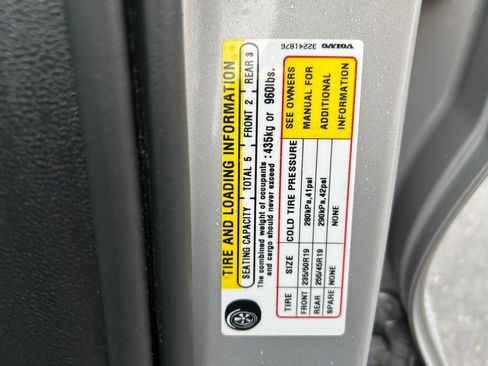 TIRE AND LOADING INFORMATION
SEATING CAPACITY TOTAL 5 FRONT 2 REAR 3
The combined weight of occupants and cargo should never exceed : 435kg or 960lbs.
TIRE SIZE COLD TIRE PRESSURE
FRONT 235/50R19 280kPa,41psi
REAR 255/45R19 290kPa,42psi
SPARE NONE NONE
SEE OWNERS
MANUAL FOR
ADDITIONAL
INFORMATION
VOLVO 32241876